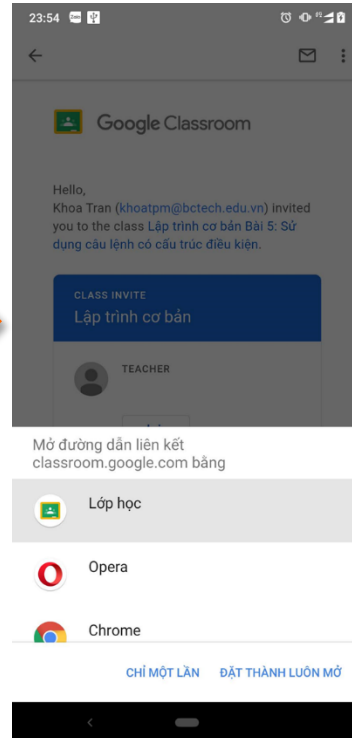 23:54
Google Classroom
Hello,
Khoa Tran (khoatpm@bctech.edu.vn) invited
you to the class Lập trình cơ bản Bài 5: Sử
dụng câu lệnh có cấu trúc điều kiện.
CLASS INVITE
Lập trình cơ bản
TEACHER
Mở đường dẫn liên kết
classroom.google.com bằng
Lớp học
Opera
Chrome
CHỈ MỘT LẦN ĐẶT THÀNH LUÔN MỞ